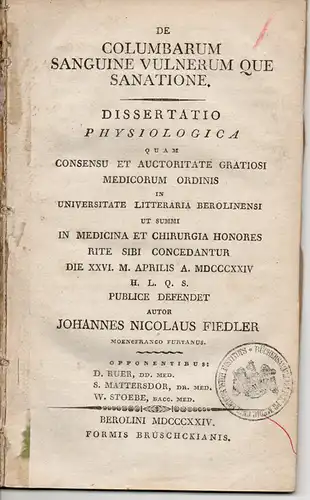 DE
COLUMBARUM
SANGUINE VULNERUM QUE
SANATIONE.
DISSERTATIO
PHYSIOLOGICA
QUAM
CONSENSU ET AUCTORITATE GRATIOSI
MEDICORUM ORDINIS
IN
UNIVERSITATE LITTERARIA BEROLINENSI
UT SUMMI
IN MEDICINA ET CHIRURGIA HONORES
RITE SIBI CONCEDANTUR
DIE XXVI. M. APRILIS A. MDCCCXXIV
H. L. Q. S.
PUBLICE DEFENDET
AUTOR
JOHANNES NICOLAUS FIEDLER
MOENOFRANCO FURTANUS.
OPPONENTIBUS:
D. RUER, DD. MED.
S. MATTERSDOR, DR. MED.
W. STOEBE, BACC. MED.
BEROLINI MDCCCXXIV.
FORMIS BRUSCHCKIANIS.